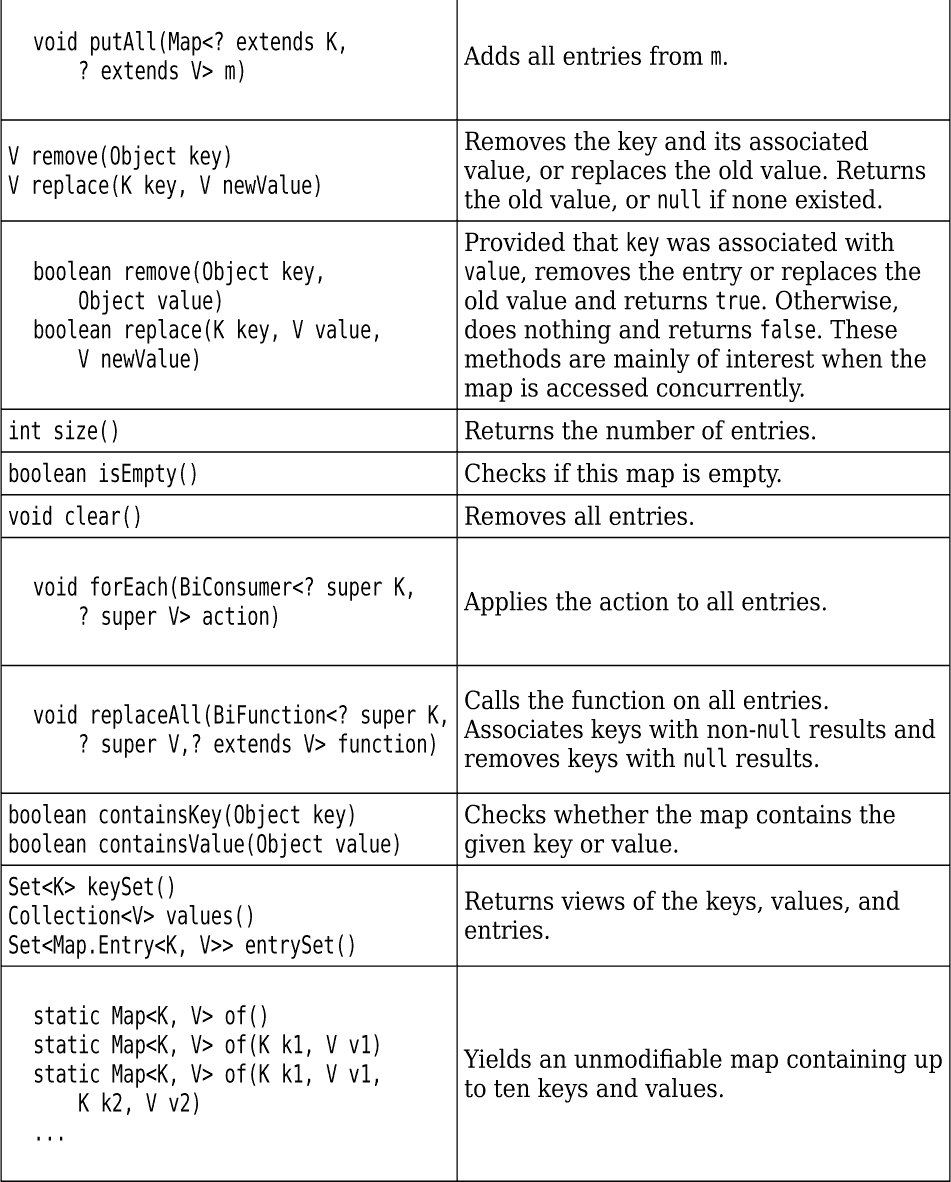 void putAll(Map<? extends K,
? extends V> m)
Adds all entries from m.
V remove(Object key)
V replace(K key, V newValue)
Removes the key and its associated
value, or replaces the old value. Returns
the old value, or null if none existed.
boolean remove(Object key,
Object value)
boolean replace(K key, V value,
V newValue)
Provided that key was associated with
value, removes the entry or replaces the
old value and returns true. Otherwise,
does nothing and returns false. These
methods are mainly of interest when the
map is accessed concurrently.
int size()
Returns the number of entries.
boolean isEmpty()
Checks if this map is empty.
void clear()
Removes all entries.
void forEach(BiConsumer<? super K,
? super V> action)
Applies the action to all entries.
void replaceAll(BiFunction<? super K,
? super V,? extends V> function)
Calls the function on all entries.
Associates keys with non-null results and
removes keys with null results.
boolean containsKey(Object key)
boolean containsValue(Object value)
Checks whether the map contains the
given key or value.
Set<K> keySet()
Collection<V> values()
Set<Map.Entry<K, V>> entrySet()
Returns views of the keys, values, and
entries.
static Map<K, V> of()
static Map<K, V> of(K k1, V v1)
static Map<K, V> of(K k1, V v1,
K k2, V v2)
...
Yields an unmodifiable map containing up
to ten keys and values.